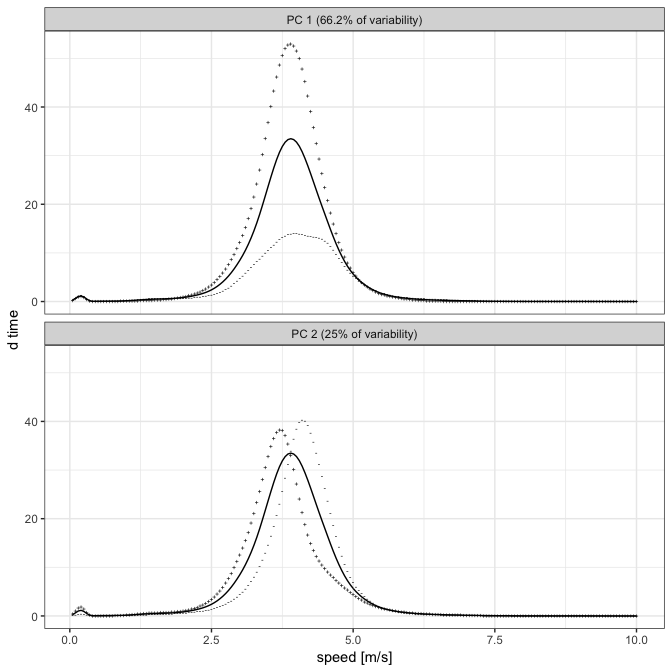 PC 1 (66.2% of variability)
40
20
0
d time
PC 2 (25% of variability)
40
20
0
0.0 2.5 5.0 7.5 10.0
speed [m/s]